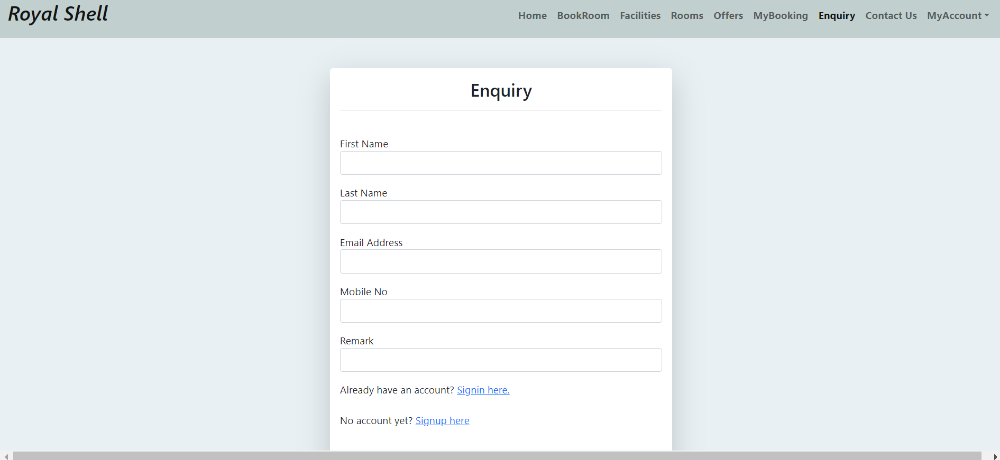 Royal Shell
Home BookRoom Facilities Rooms Offers MyBooking Enquiry Contact Us MyAccount
Enquiry
First Name
Last Name
Email Address
Mobile No
Remark
Already have an account? Signin here.
No account yet? Signup here